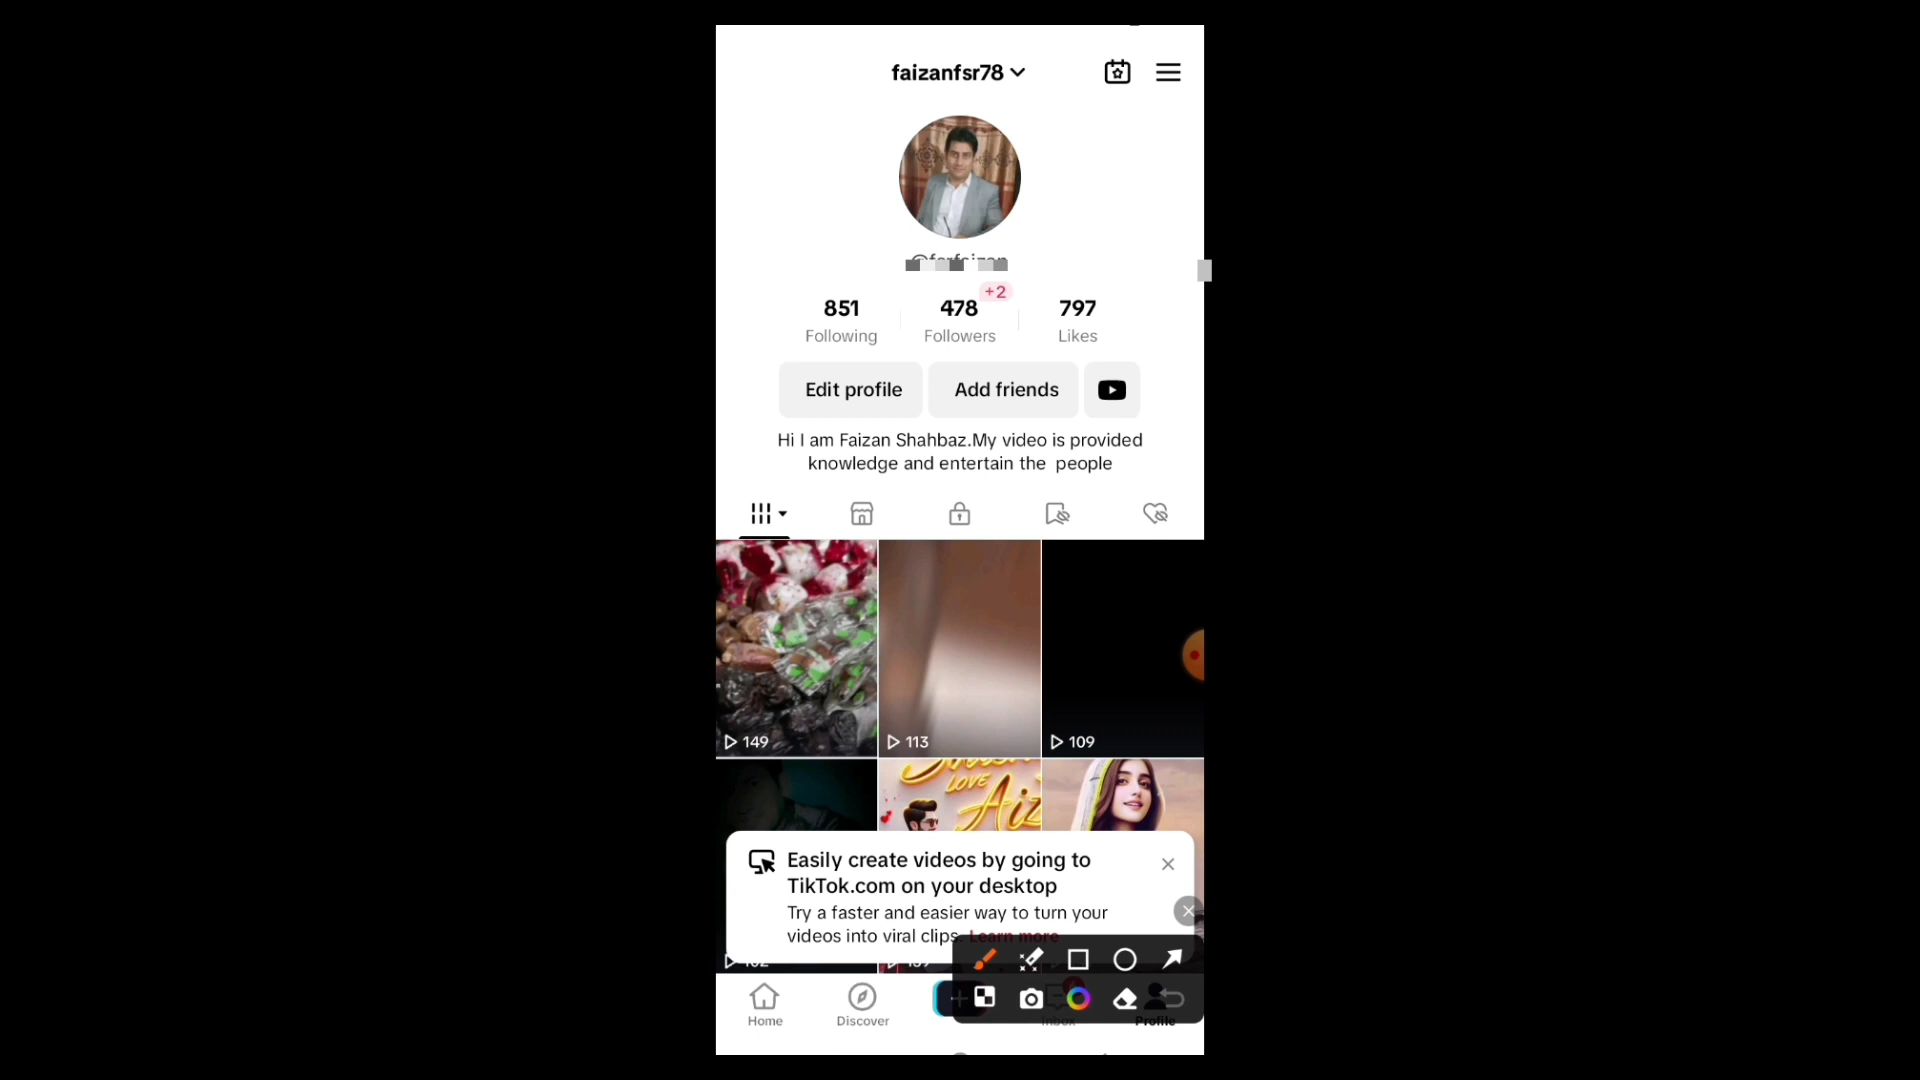 faizanfsr78
+2
851
478
797
Following
Followers
Likes
Edit profile
Add friends
Hi I am Faizan Shahbaz.My video is provided
knowledge and entertain the people
149
113
109
LOVE
Easily create videos by going to
TikTok.com on your desktop
Try a faster and easier way to turn your
videos into viral clips. Learn more
Home
Discover
Inbox
Profile